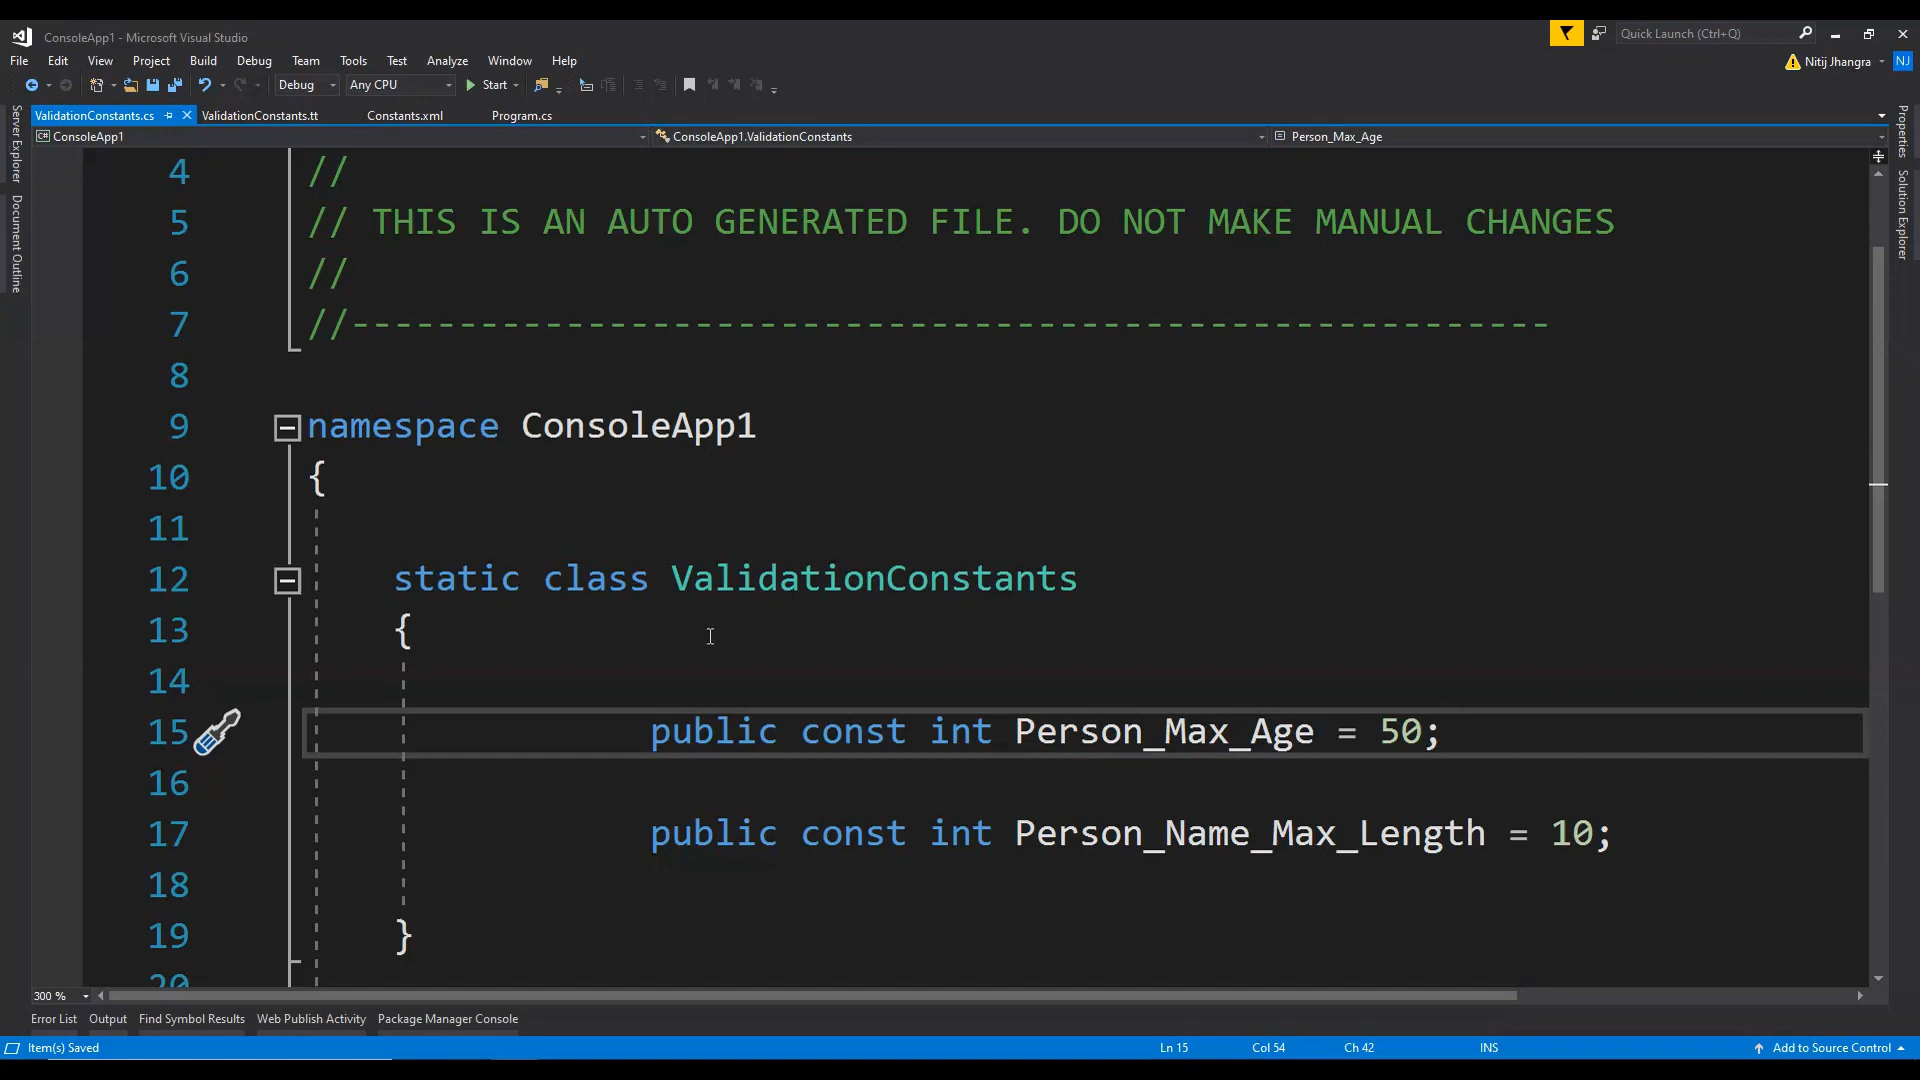 ConsoleApp1 - Microsoft Visual Studio
Quick Launch (Ctrl+Q)
File Edit View Project Build Debug Team Tools Test Analyze Window Help
Nitij Jhangra
NJ
Debug
Any CPU
Start
ValidationConstants.cs
ValidationConstants.tt
Constants.xml
Program.cs
ConsoleApp1
ConsoleApp1.ValidationConstants
Person_Max_Age
Server Explorer
Document Outline
Properties
Solution Explorer
4 //
5 // THIS IS AN AUTO GENERATED FILE. DO NOT MAKE MANUAL CHANGES
6 //
7 //--------------------------------------------------------
8
9 namespace ConsoleApp1
10 {
11
12 static class ValidationConstants
13 {
14
15 public const int Person_Max_Age = 50;
16
17 public const int Person_Name_Max_Length = 10;
18
19 }
20
300 %
Error List Output Find Symbol Results Web Publish Activity Package Manager Console
Item(s) Saved
Ln 15
Col 54
Ch 42
INS
Add to Source Control